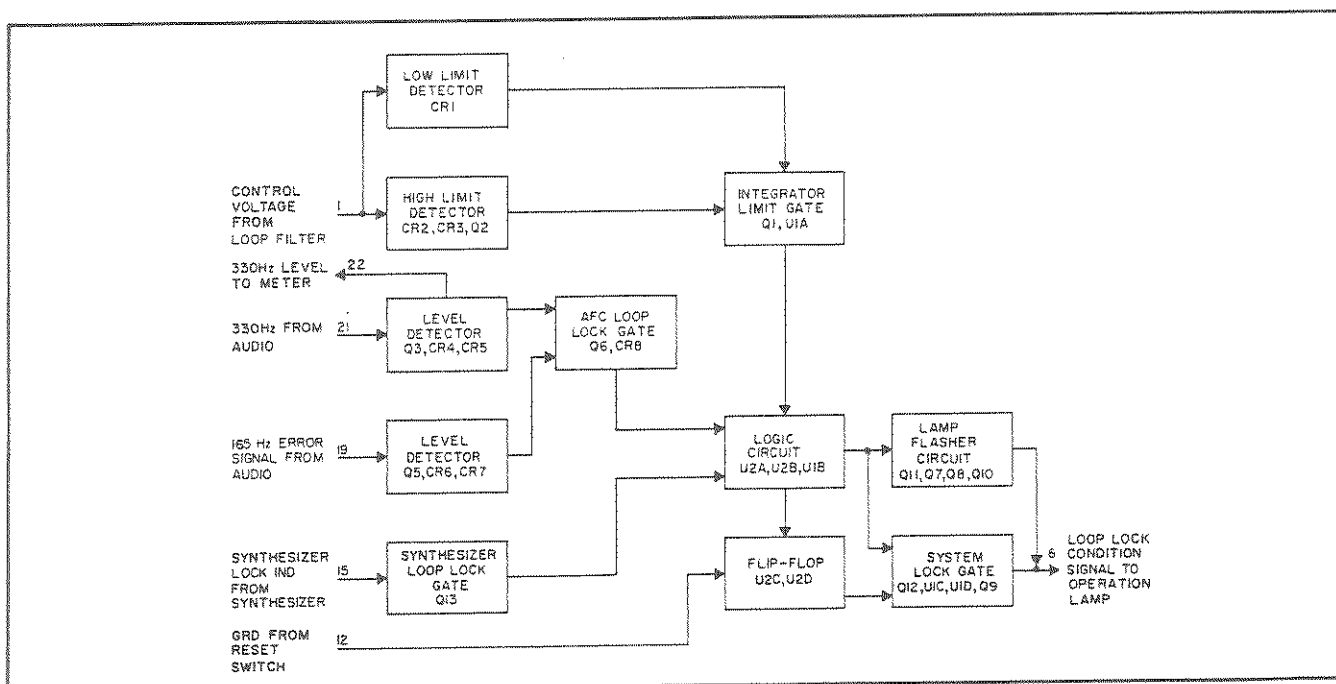 LOW LIMIT
DETECTOR
CR1
CONTROL
VOLTAGE
FROM
LOOP FILTER
1
HIGH LIMIT
DETECTOR
CR2,CR3,Q2
INTEGRATOR
LIMIT GATE
Q1, U1A
330HZ LEVEL
TO METER
22
330HZ FROM
AUDIO
21
LEVEL
DETECTOR
Q3,CR4,CR5
AFC LOOP
LOCK GATE
Q6,CR8
165 Hz ERROR
SIGNAL FROM
AUDIO
19
LEVEL
DETECTOR
Q5,CR6,CR7
LOGIC
CIRCUIT
U2A,U2B,U1B
LAMP
FLASHER
CIRCUIT
Q11,Q7,Q8,Q10
SYNTHESIZER
LOCK IND
FROM
SYNTHESIZER
15
SYNTHESIZER
LOOP LOCK
GATE
Q13
FLIP-FLOP
U2C,U2D
SYSTEM
LOCK GATE
Q12,U1C,U1D,Q9
6
LOOP LOCK
CONDITION
SIGNAL TO
OPERATION
LAMP
GRD FROM
RESET
SWITCH
12